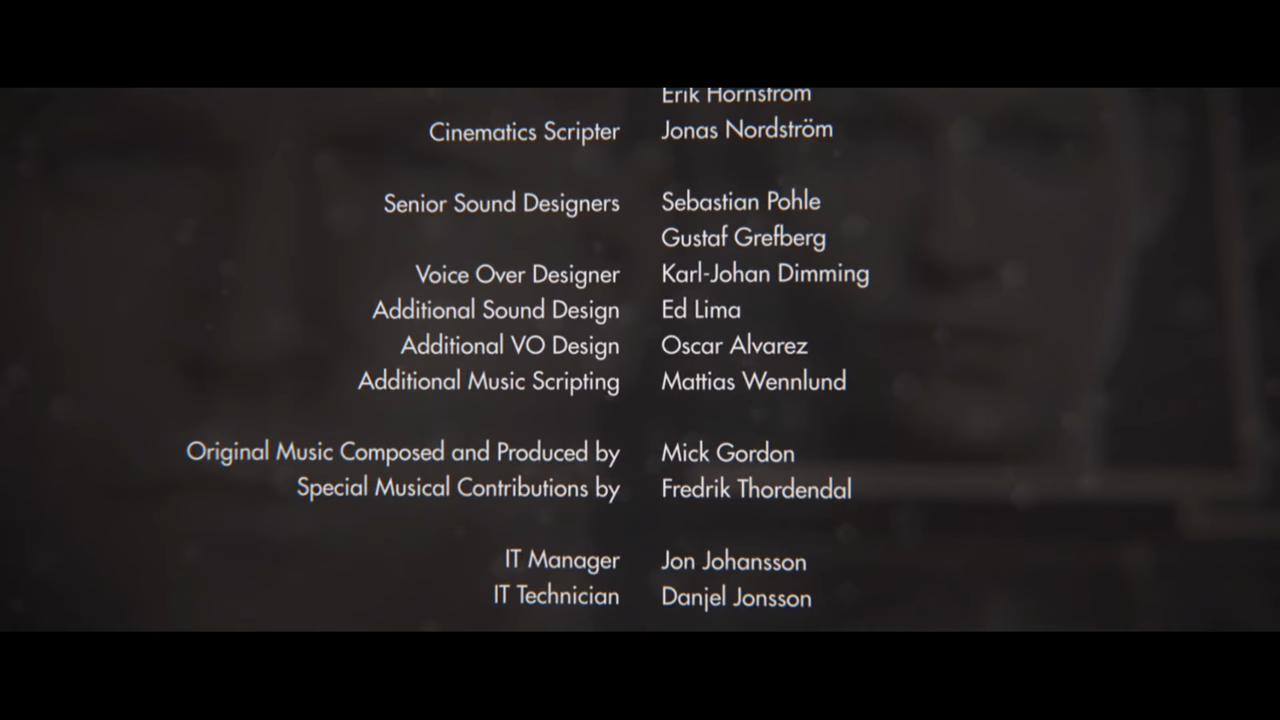 Erik Hornstrom
Cinematics Scripter Jonas Nordström
Senior Sound Designers Sebastian Pohle
Gustaf Grefberg
Voice Over Designer Karl-Johan Dimming
Additional Sound Design Ed Lima
Additional VO Design Oscar Alvarez
Additional Music Scripting Mattias Wennlund
Original Music Composed and Produced by Mick Gordon
Special Musical Contributions by Fredrik Thordendal
IT Manager Jon Johansson
IT Technician Danjel Jonsson